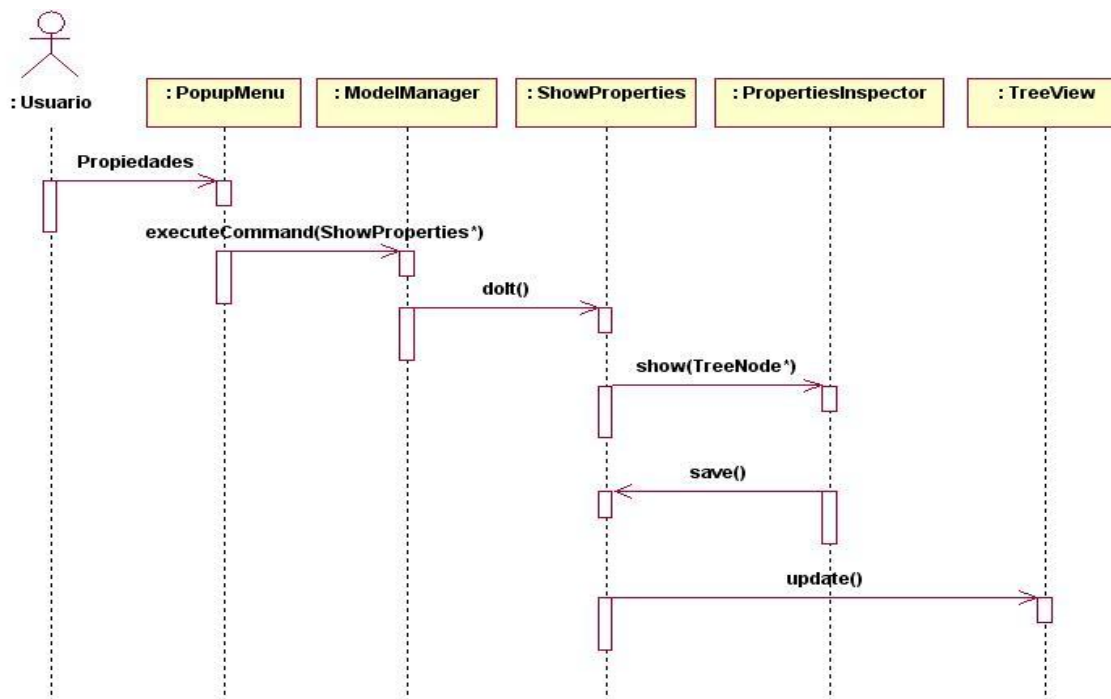 : Usuario
: PopupMenu
: ModelManager
: ShowProperties
: PropertiesInspector
: TreeView
Propiedades
executeCommand(ShowProperties*)
doIt()
show(TreeNode*)
save()
update()